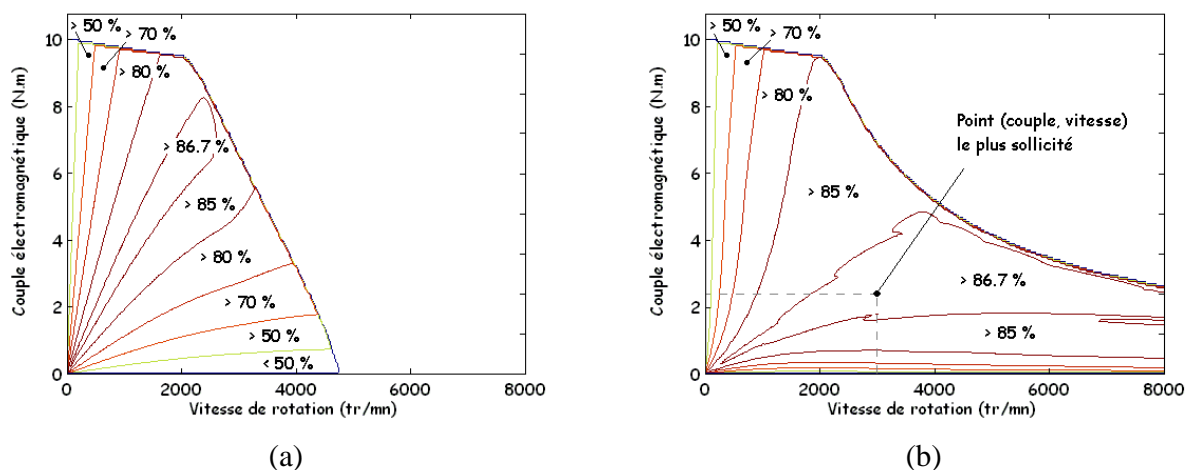 > 50 %
> 70 %
10
> 80 %
8
> 86.7 %
6
> 85 %
4
> 80 %
> 70 %
2
> 50 %
< 50 %
0
0
2000
4000
6000
8000
Couple électromagnétique (N.m)
Vitesse de rotation (tr/mn)
(a)
> 50 %
> 70 %
10
> 80 %
8
Point (couple, vitesse)
le plus sollicité
6
> 85 %
4
> 86.7 %
2
> 85 %
0
0
2000
4000
6000
8000
Couple électromagnétique (N.m)
Vitesse de rotation (tr/mn)
(b)